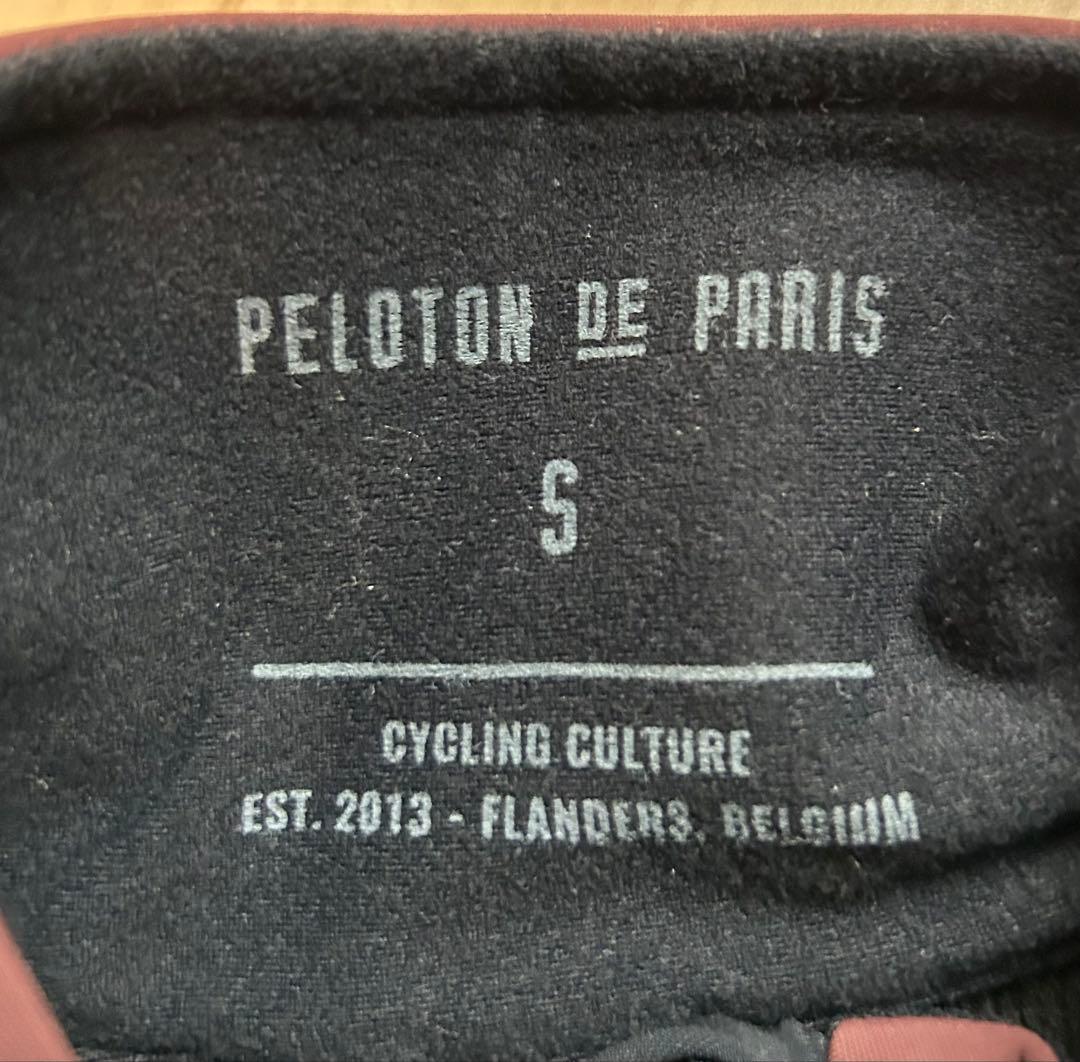 PELOTON DE PARIS
S
CYCLING CULTURE
EST. 2013 - FLANDERS, BELGIUM